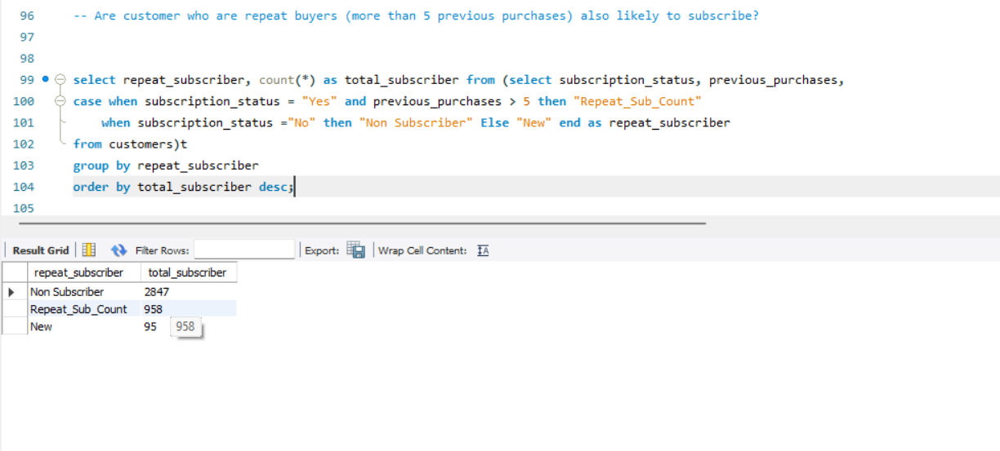 96 -- Are customer who are repeat buyers (more than 5 previous purchases) also likely to subscribe?
97
98
99 select repeat_subscriber, count(*) as total_subscriber from (select subscription_status, previous_purchases,
100 case when subscription_status = "Yes" and previous_purchases > 5 then "Repeat_Sub_Count"
101 when subscription_status ="No" then "Non Subscriber" Else "New" end as repeat_subscriber
102 from customers)t
103 group by repeat_subscriber
104 order by total_subscriber desc;
105
Result Grid Filter Rows: Export: Wrap Cell Content: IA
repeat_subscriber total_subscriber
Non Subscriber 2847
Repeat_Sub_Count 958
New 95 958